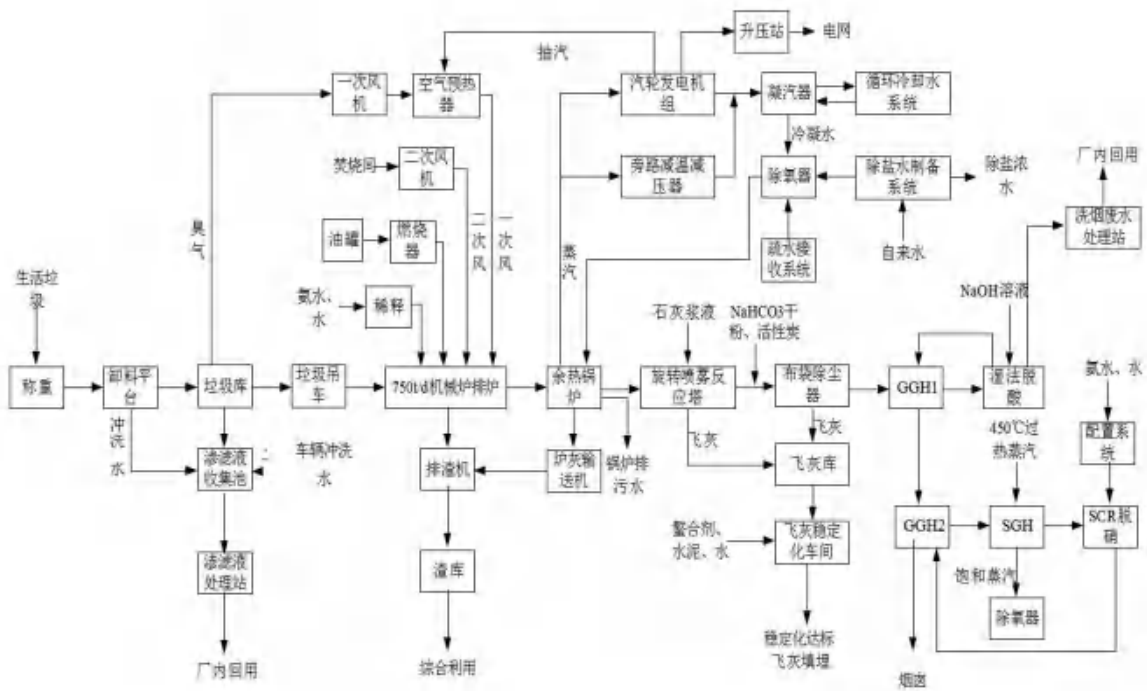 升压站
电网
抽汽
一次风
机
空气预热
器
汽轮发电机
组
凝汽器
循环冷却水
系统
冷凝水
焚烧间
二次风
机
旁路减温减
压器
除氧器
除盐水制备
系统
除盐浓
水
厂内回用
洗烟废水
处理站
臭
气
油罐
燃烧
器
二
次
风
一
次
风
蒸
汽
疏水接
收系统
自来水
生活垃
圾
氨水、
水
稀释
石灰浆液
NaHCO3干
粉、活性炭
NaOH溶液
称量
卸料平
台
垃圾库
垃圾吊
车
750t/d机械炉排炉
余热锅
炉
旋转喷雾反
应塔
布袋除尘
器
GGH1
湿法脱
酸
氨水、水
冲
洗
水
飞灰
飞灰
450℃过
热蒸汽
配置系
统
渗滤液
收集池
车辆冲洗
水
排渣机
炉灰输
送机
锅炉排
污水
飞灰库
螯合剂、
水泥、水
飞灰稳定
化车间
GGH2
SGH
SCR脱
硝
渗滤液
处理站
渣库
饱和蒸汽
除氧器
厂内回用
综合利用
稳定化达标
飞灰填埋
烟囱